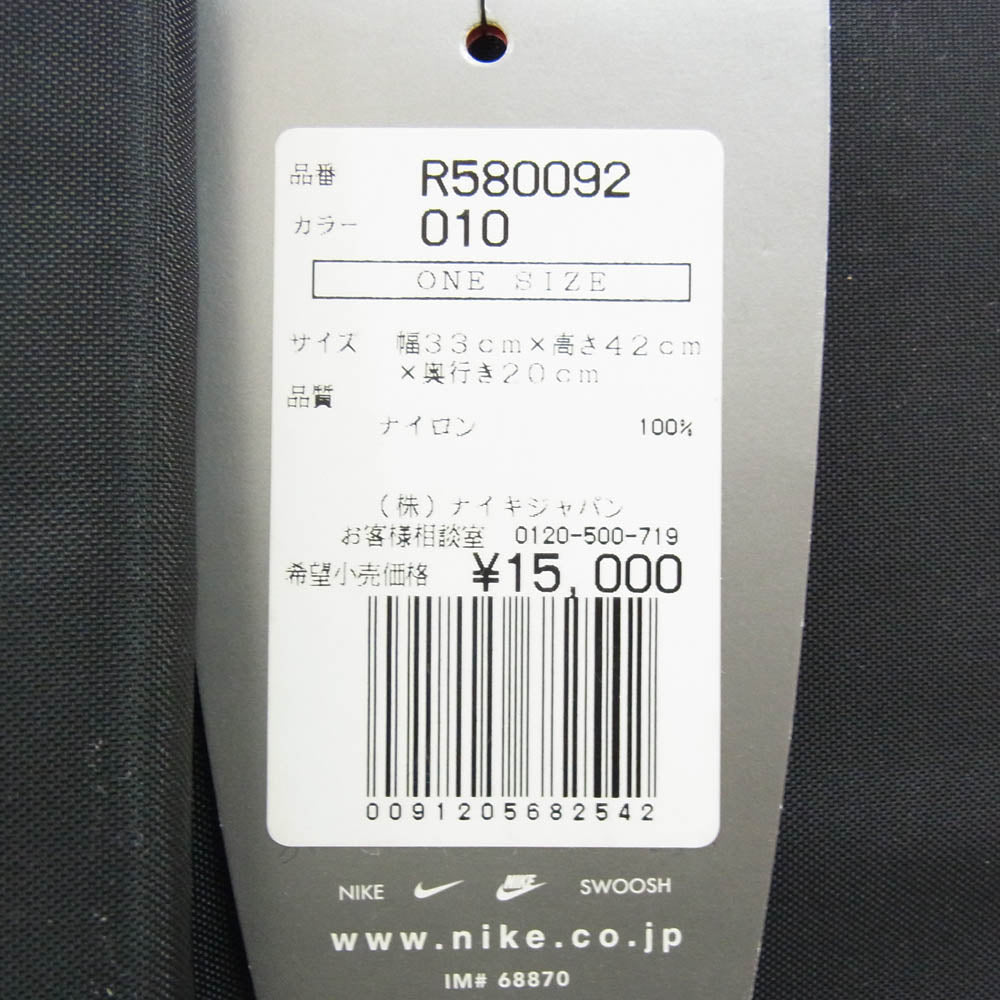 品番 R580092
カラー 010
ONE SIZE
サイズ 幅33cm×高さ42cm
×奥行き20cm
品質
ナイロン 100%
(株)ナイキジャパン
お客様相談室 0120-500-719
希望小売価格 ¥15,000
0091205682542
NIKE NIKE SWOOSH
www.nike.co.jp
IM# 68870